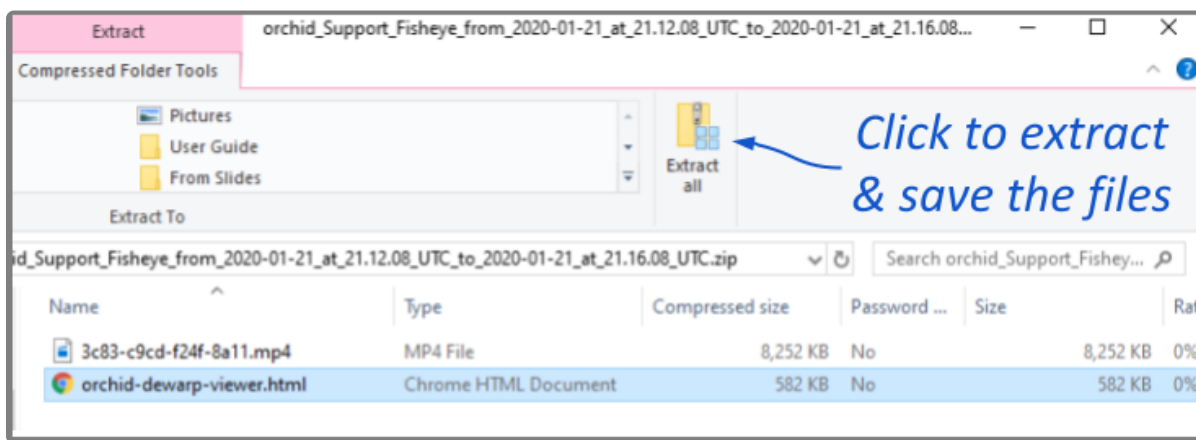 Extract
orchid_Support_Fisheye_from_2020-01-21_at_21.12.08_UTC_to_2020-01-21_at_21.16.08...
Compressed Folder Tools
?
Pictures
User Guide
From Slides
Extract To
Extract
all
Click to extract
& save the files
id_Support_Fisheye_from_2020-01-21_at_21.12.08_UTC_to_2020-01-21_at_21.16.08_UTC.zip
Search orchid_Support_Fishey...
Name Type Compressed size Password ... Size Rat
3c83-c9cd-f24f-8a11.mp4 MP4 File 8,252 KB No 8,252 KB 0%
orchid-dewarp-viewer.html Chrome HTML Document 582 KB No 582 KB 0%